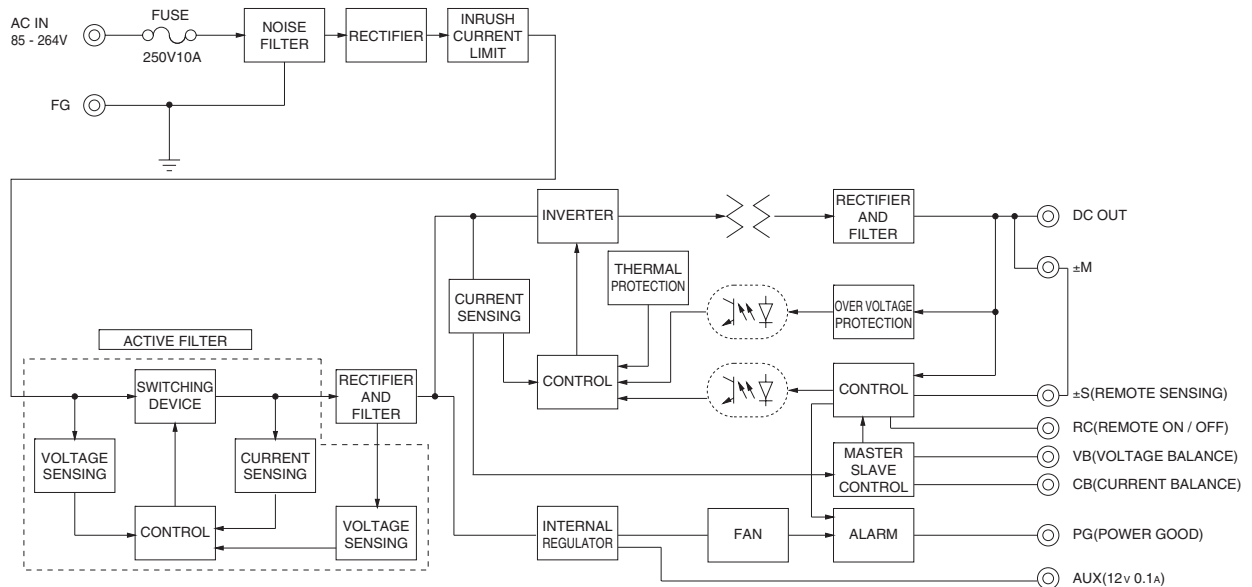 AC IN
85 - 264V
FUSE
250V10A
NOISE
FILTER
RECTIFIER
INRUSH
CURRENT
LIMIT
FG
INVERTER
RECTIFIER
AND
FILTER
DC OUT
±M
THERMAL
PROTECTION
CURRENT
SENSING
OVER VOLTAGE
PROTECTION
ACTIVE FILTER
SWITCHING
DEVICE
RECTIFIER
AND
FILTER
CONTROL
CONTROL
±S(REMOTE SENSING)
RC(REMOTE ON / OFF)
VOLTAGE
SENSING
CURRENT
SENSING
MASTER
SLAVE
CONTROL
VB(VOLTAGE BALANCE)
CB(CURRENT BALANCE)
CONTROL
VOLTAGE
SENSING
INTERNAL
REGULATOR
FAN
ALARM
PG(POWER GOOD)
AUX(12V 0.1A)